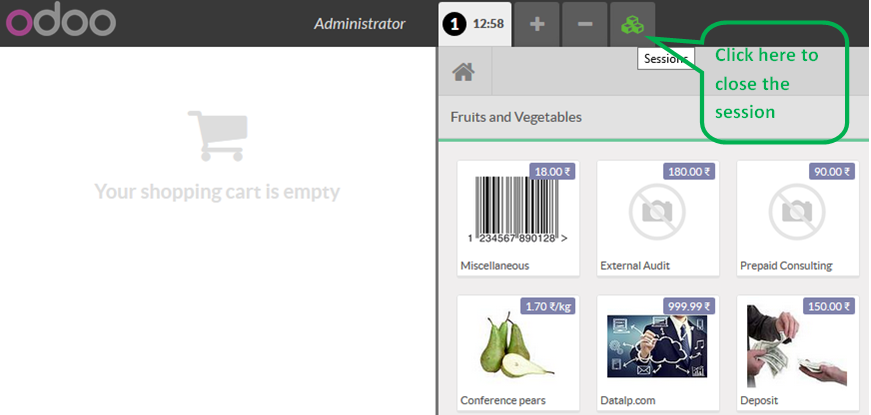 odoo
Administrator
1 12:58
Sessions
Click here to
close the
session
Fruits and Vegetables
Your shopping cart is empty
18.00 ₹
1 234567 890128 >
Miscellaneous
180.00 ₹
External Audit
90.00 ₹
Prepaid Consulting
1.70 ₹/kg
Conference pears
999.99 ₹
Datalp.com
150.00 ₹
Deposit